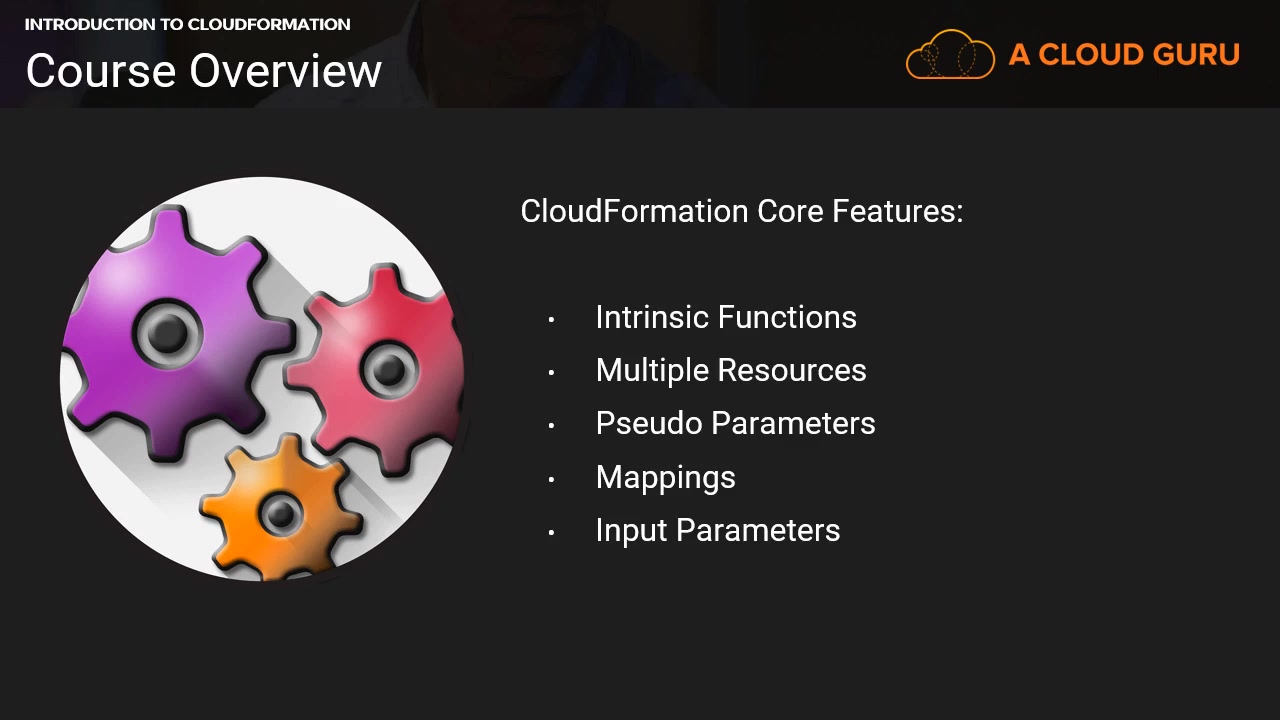 INTRODUCTION TO CLOUDFORMATION
Course Overview
A CLOUD GURU
CloudFormation Core Features:
· Intrinsic Functions
· Multiple Resources
· Pseudo Parameters
· Mappings
· Input Parameters